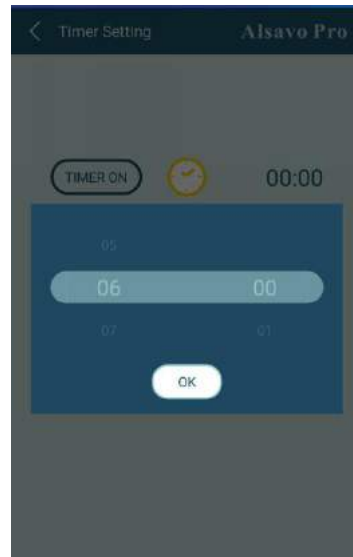 Timer Setting Alsavo Pro
TIMER ON 00:00
05
06 00
07 01
OK